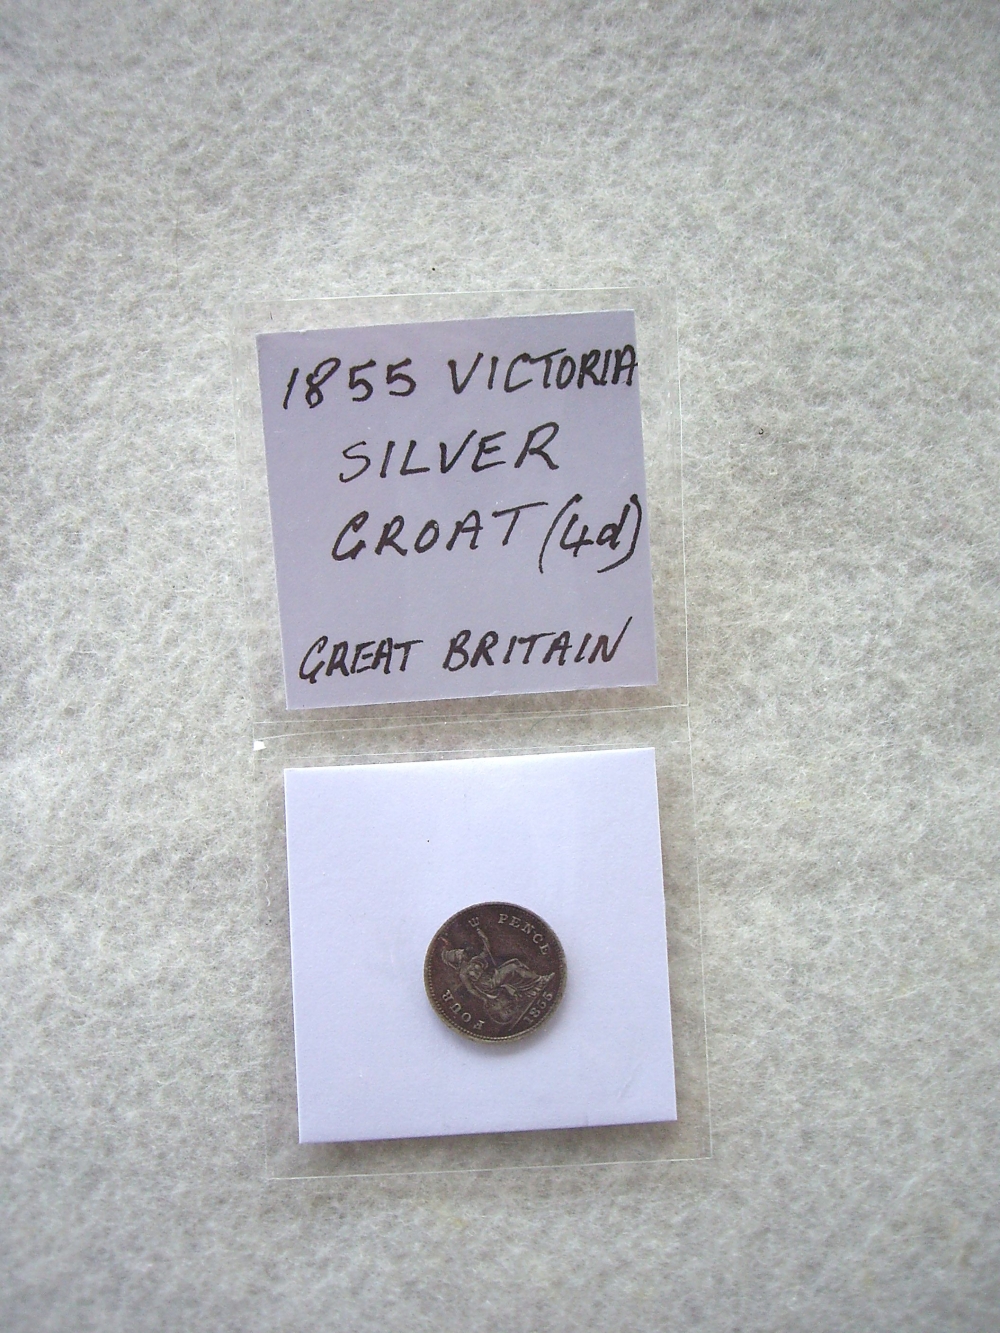 1855 VICTORIA
SILVER
GROAT (4d)
GREAT BRITAIN
FOUR PENCE
1855